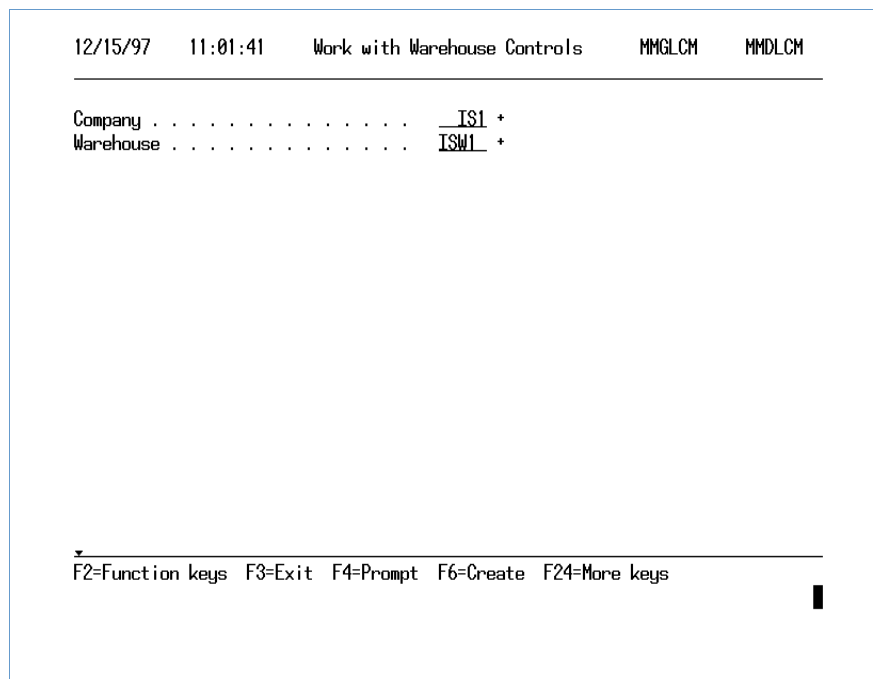 12/15/97 11:01:41 Work with Warehouse Controls MMGLCM MMDLCM
Company . . . . . . . . . . . . . . IS1 +
Warehouse . . . . . . . . . . . . . ISW1 +
F2=Function keys F3=Exit F4=Prompt F6=Create F24=More keys